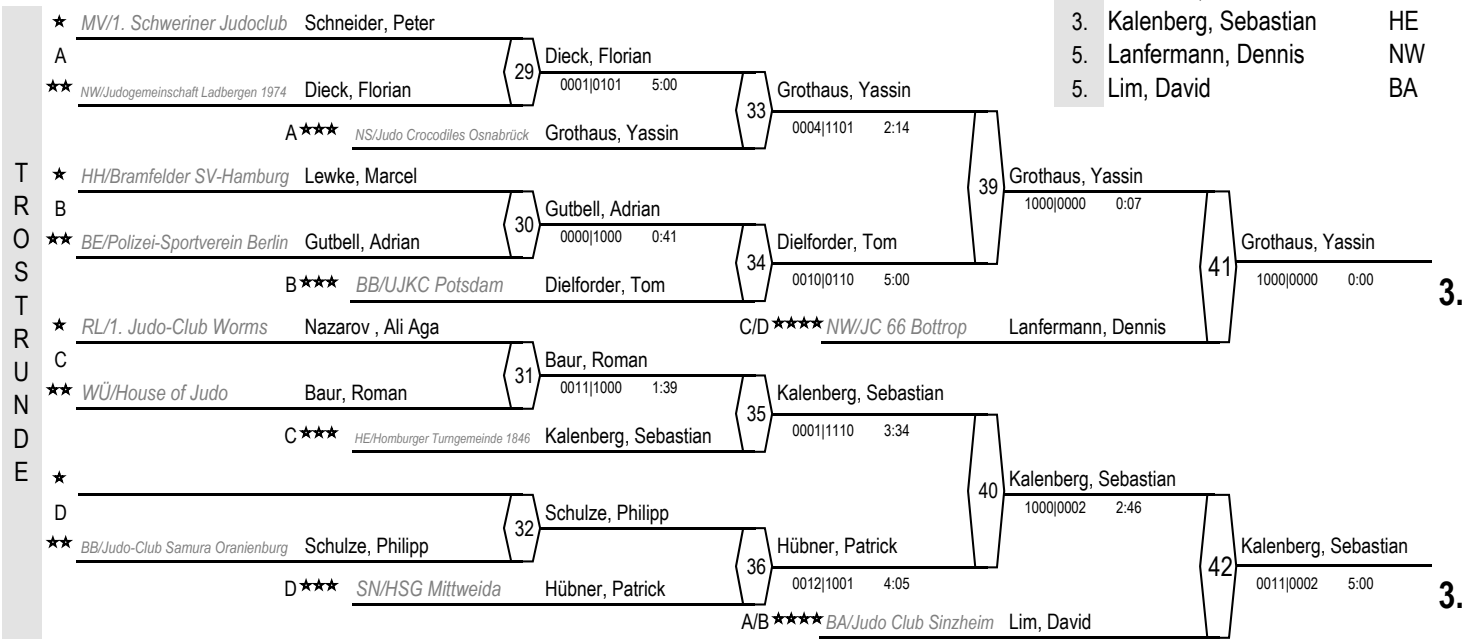 3. Kalenberg, Sebastian HE
5. Lanfermann, Dennis NW
5. Lim, David BA
TROSTRUNDE
MV/1. Schweriner Judoclub Schneider, Peter
A
29
Dieck, Florian
0001|0101 5:00
NW/Judogemeinschaft Ladbergen 1974 Dieck, Florian
33
Grothaus, Yassin
0004|1101 2:14
A NS/Judo Crocodiles Osnabrück Grothaus, Yassin
HH/Bramfelder SV-Hamburg Lewke, Marcel
39
Grothaus, Yassin
1000|0000 0:07
B
30
Gutbell, Adrian
0000|1000 0:41
BE/Polizei-Sportverein Berlin Gutbell, Adrian
34
Dielforder, Tom
0010|0110 5:00
41
Grothaus, Yassin
1000|0000 0:00
3.
B BB/UJKC Potsdam Dielforder, Tom
RL/1. Judo-Club Worms Nazarov , Ali Aga
C/D NW/JC 66 Bottrop Lanfermann, Dennis
C
31
Baur, Roman
0011|1000 1:39
WÜ/House of Judo Baur, Roman
35
Kalenberg, Sebastian
0001|1110 3:34
C HE/Homburger Turngemeinde 1846 Kalenberg, Sebastian
40
Kalenberg, Sebastian
1000|0002 2:46
D
32
Schulze, Philipp
BB/Judo-Club Samura Oranienburg Schulze, Philipp
36
Hübner, Patrick
0012|1001 4:05
42
Kalenberg, Sebastian
0011|0002 5:00
3.
D SN/HSG Mittweida Hübner, Patrick
A/B BA/Judo Club Sinzheim Lim, David